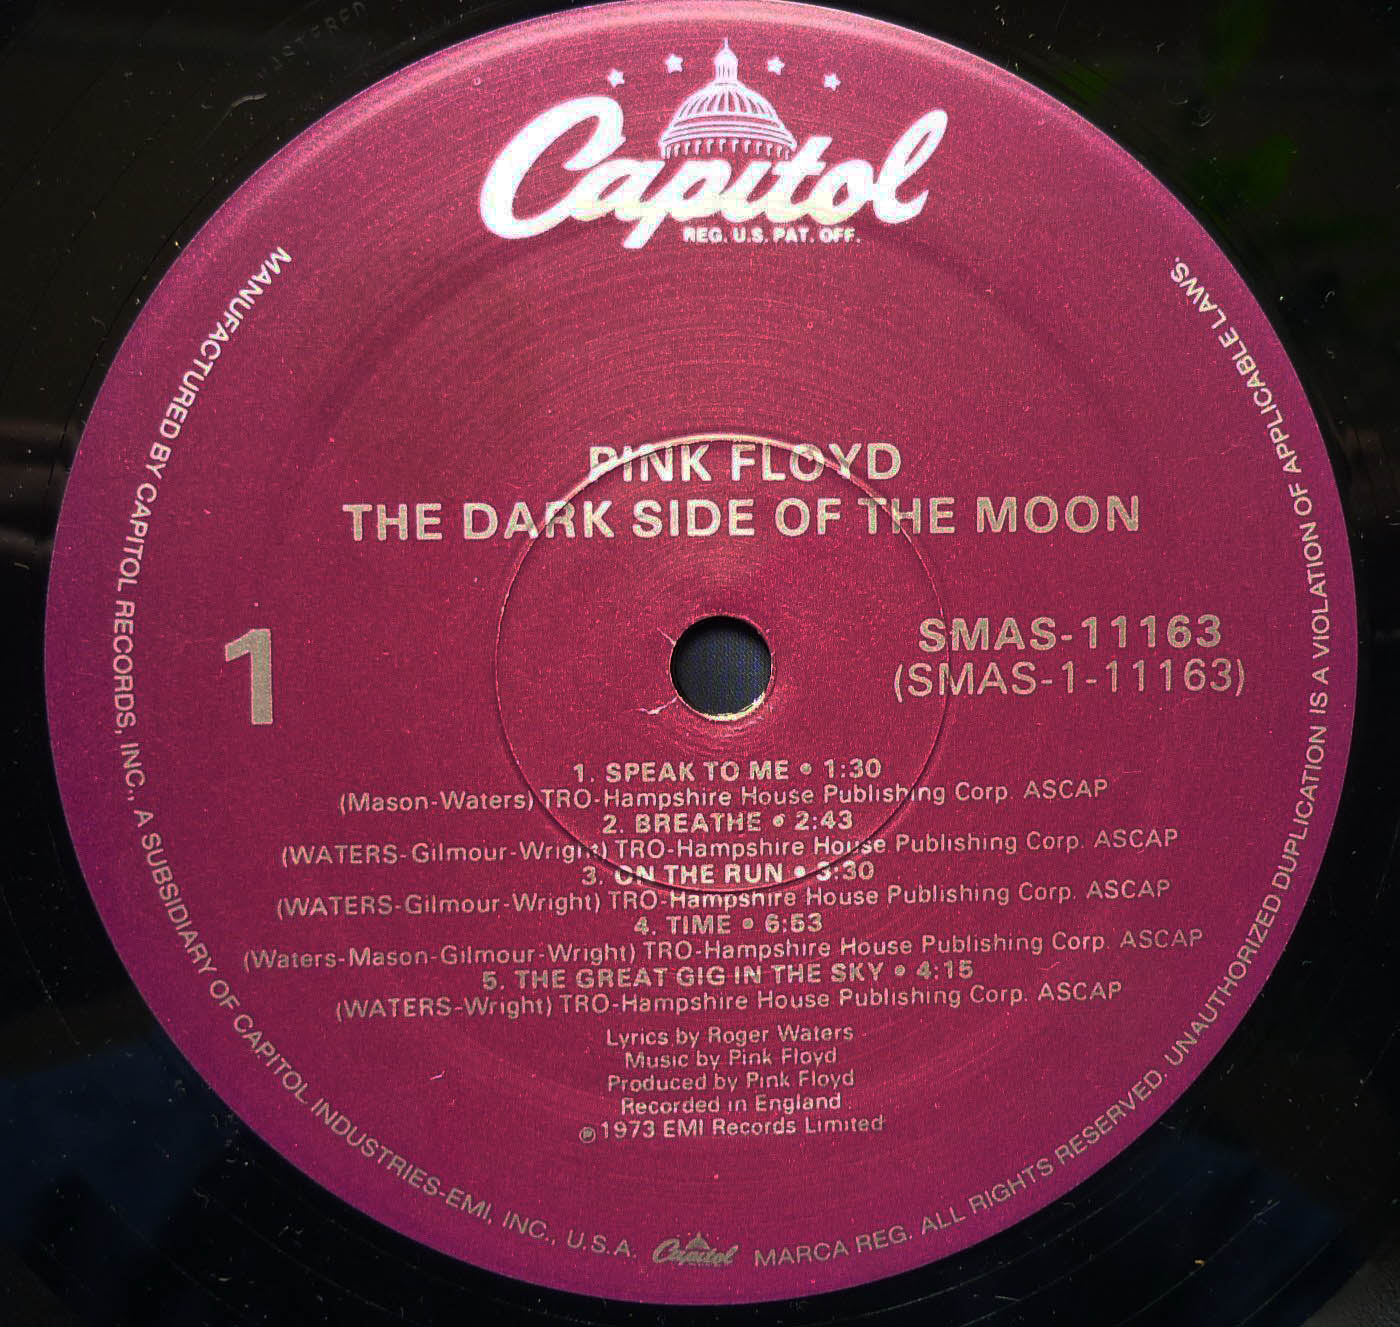 MASTERED
Capitol
REG. U.S. PAT. OFF.
PINK FLOYD
THE DARK SIDE OF THE MOON
1
SMAS-11163
(SMAS-1-11163)
1. SPEAK TO ME • 1:30
(Mason-Waters) TRO-Hampshire House Publishing Corp. ASCAP
2. BREATHE • 2:43
(WATERS-Gilmour-Wright) TRO-Hampshire House Publishing Corp. ASCAP
3. ON THE RUN • 3:30
(WATERS-Gilmour-Wright) TRO-Hampshire House Publishing Corp. ASCAP
4. TIME • 6:53
(Waters-Mason-Gilmour-Wright) TRO-Hampshire House Publishing Corp. ASCAP
5. THE GREAT GIG IN THE SKY • 4:15
(WATERS-Wright) TRO-Hampshire House Publishing Corp. ASCAP
Lyrics by Roger Waters
Music by Pink Floyd
Produced by Pink Floyd
Recorded in England
℗ 1973 EMI Records Limited
MANUFACTURED BY CAPITOL RECORDS, INC., A SUBSIDIARY OF CAPITOL INDUSTRIES-EMI, INC., U.S.A. Capitol MARCA REG. ALL RIGHTS RESERVED. UNAUTHORIZED DUPLICATION IS A VIOLATION OF APPLICABLE LAWS.